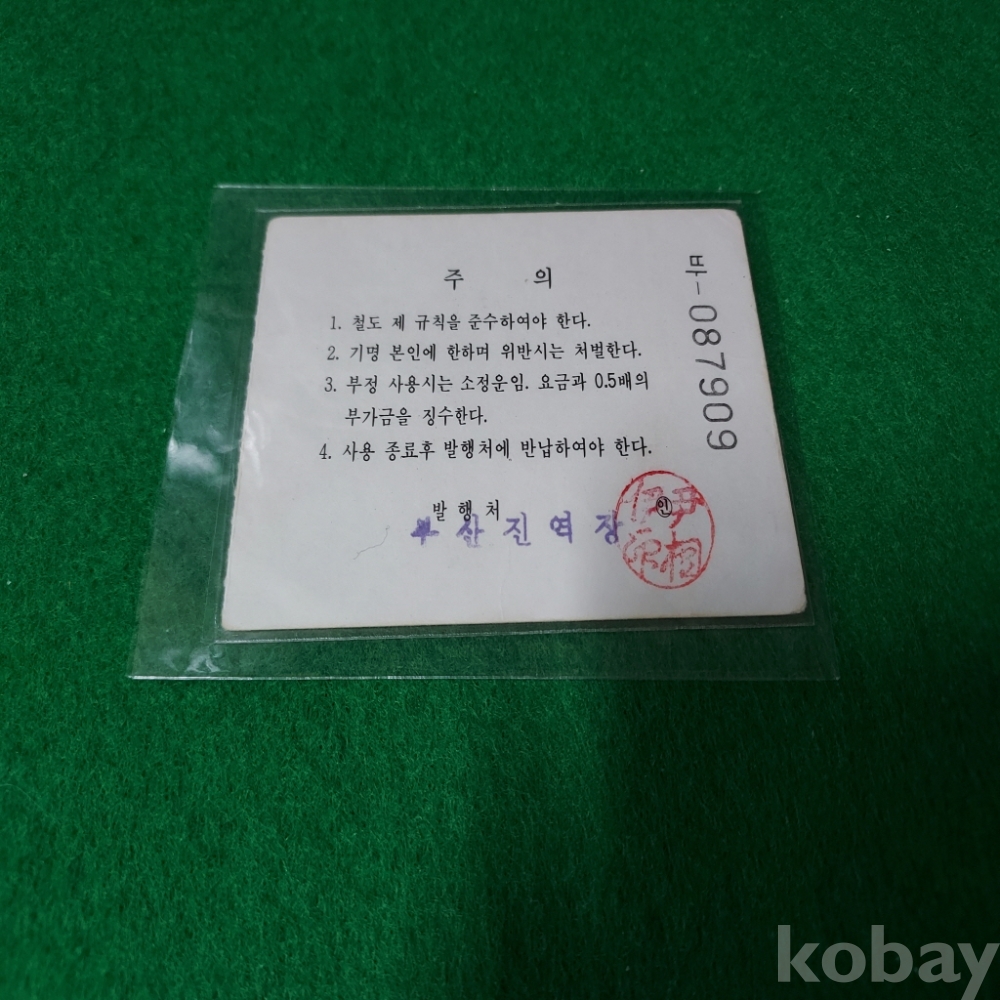 주 의
1. 철도 제 규칙을 준수하여야 한다.
2. 기명 본인에 한하며 위반시는 처벌한다.
3. 부정 사용시는 소정운임. 요금과 0.5배의
부가금을 징수한다.
4. 사용 종료후 발행처에 반납하여야 한다.
발 행 처
부 산 진 역 장 ㊞
바-087909
kobay